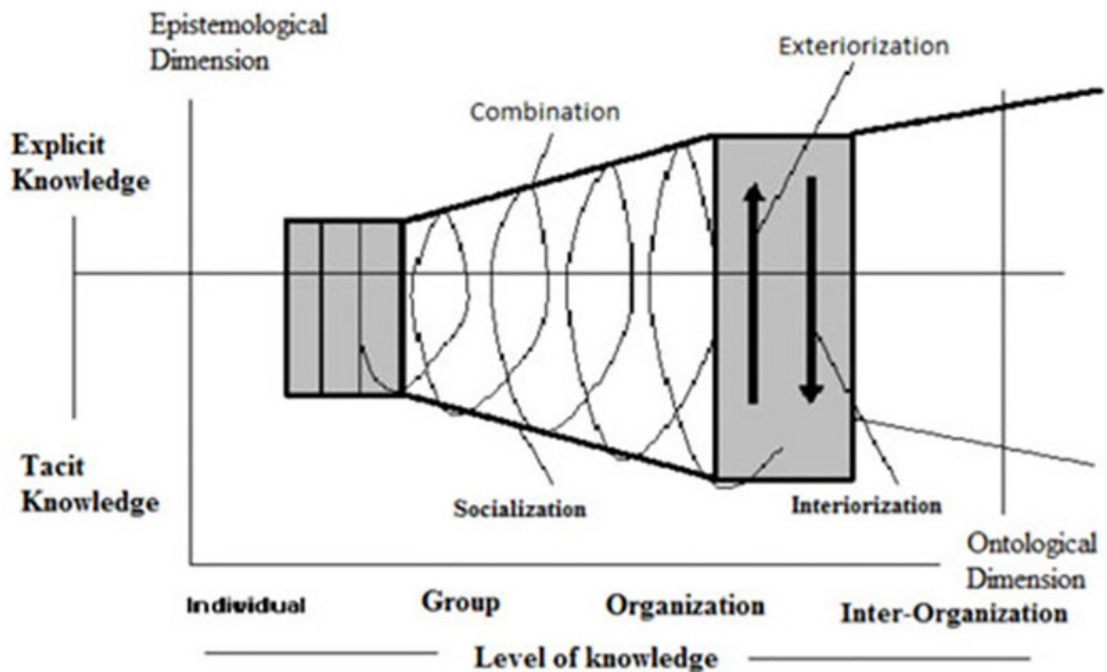 Epistemological
Dimension
Exteriorization
Combination
Explicit
Knowledge
Tacit
Knowledge
Socialization
Interiorization
Ontological
Dimension
Individual
Group
Organization
Inter-Organization
Level of knowledge